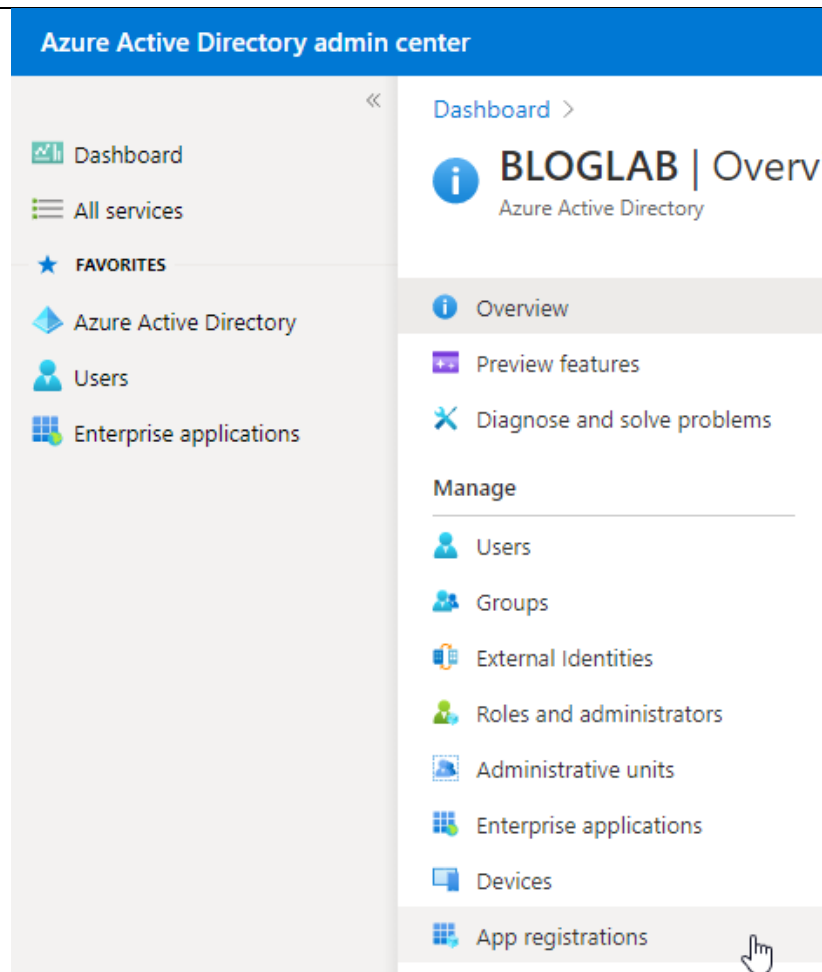 Azure Active Directory admin center
«
Dashboard
All services
FAVORITES
Azure Active Directory
Users
Enterprise applications
Dashboard >
BLOGLAB | Overv
Azure Active Directory
Overview
Preview features
Diagnose and solve problems
Manage
Users
Groups
External Identities
Roles and administrators
Administrative units
Enterprise applications
Devices
App registrations